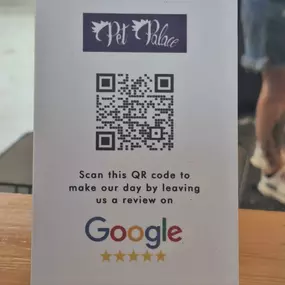 Pet Palace
Scan this QR code to
make our day by leaving
us a review on
Google